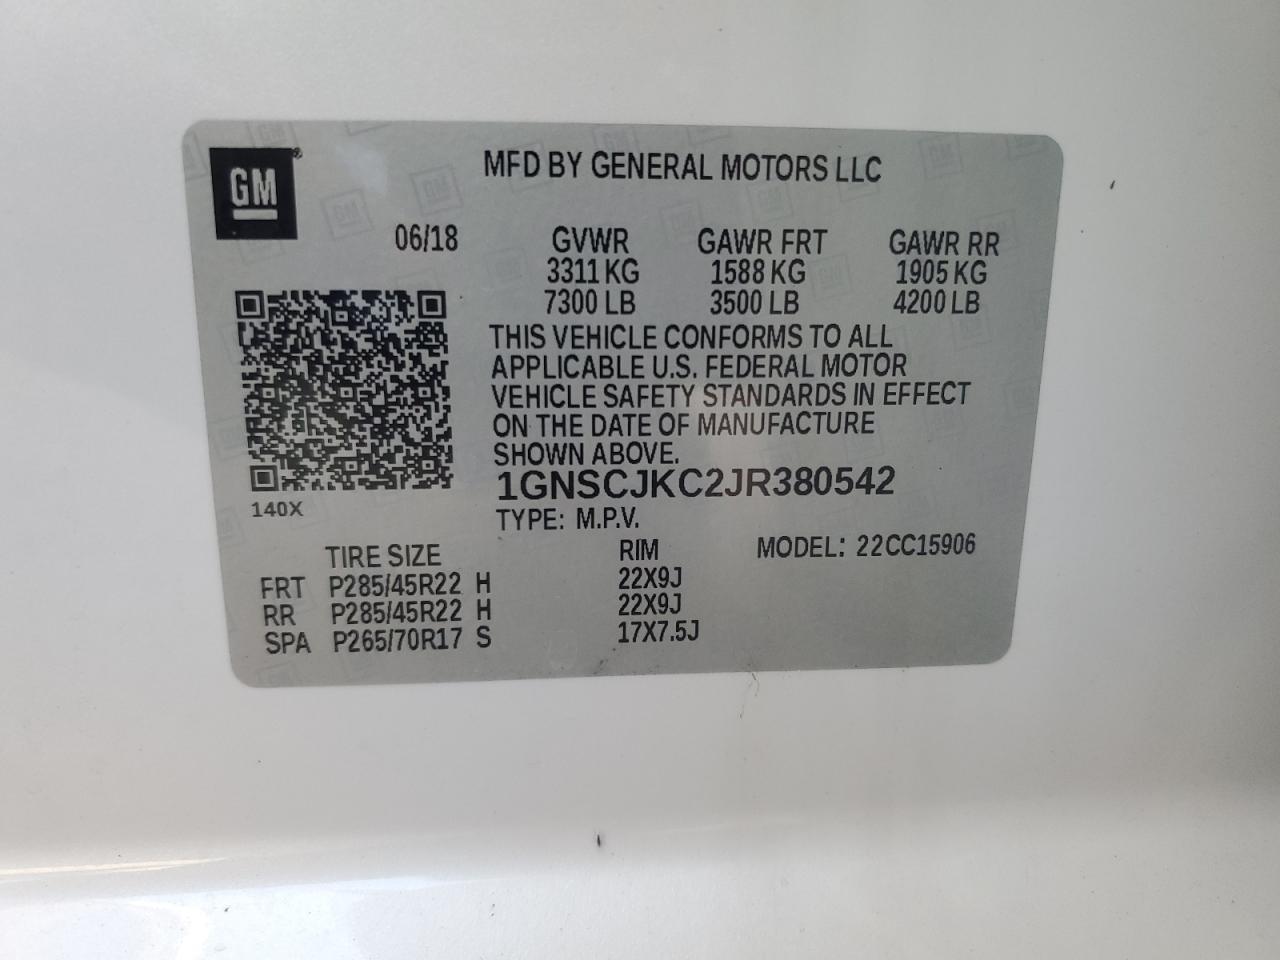 GM®
MFD BY GENERAL MOTORS LLC
06/18 GVWR GAWR FRT GAWR RR
3311 KG 1588 KG 1905 KG
7300 LB 3500 LB 4200 LB
THIS VEHICLE CONFORMS TO ALL
APPLICABLE U.S. FEDERAL MOTOR
VEHICLE SAFETY STANDARDS IN EFFECT
ON THE DATE OF MANUFACTURE
SHOWN ABOVE.
1GNSCJKC2JR380542
140X
TYPE: M.P.V.
TIRE SIZE RIM MODEL: 22CC15906
FRT P285/45R22 H 22X9J
RR P285/45R22 H 22X9J
SPA P265/70R17 S 17X7.5J